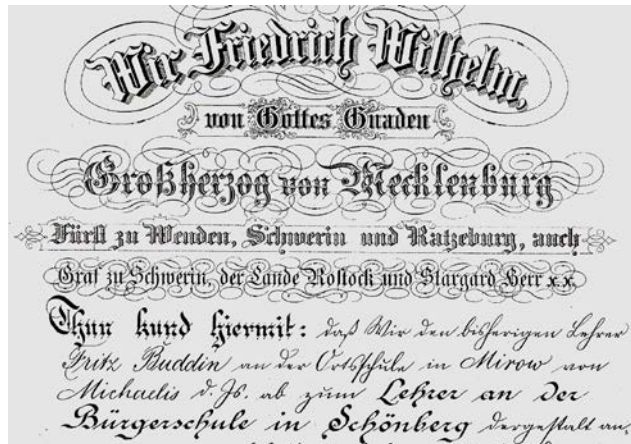 Wir Friedrich Wilhelm,
von Gottes Gnaden
Großherzog von Mecklenburg
Fürst zu Wenden, Schwerin und Ratzeburg, auch
Graf zu Schwerin, der Lande Rostock und Stargard Herr x.x.
Thun kund hiermit: daß Wir den bisherigen Lehrer
Fritz Buddin an der Ortsschule in Mirow von
Michaelis d. Js. ab zum Lehrer an der
Bürgerschule in Schönberg dergestalt an-